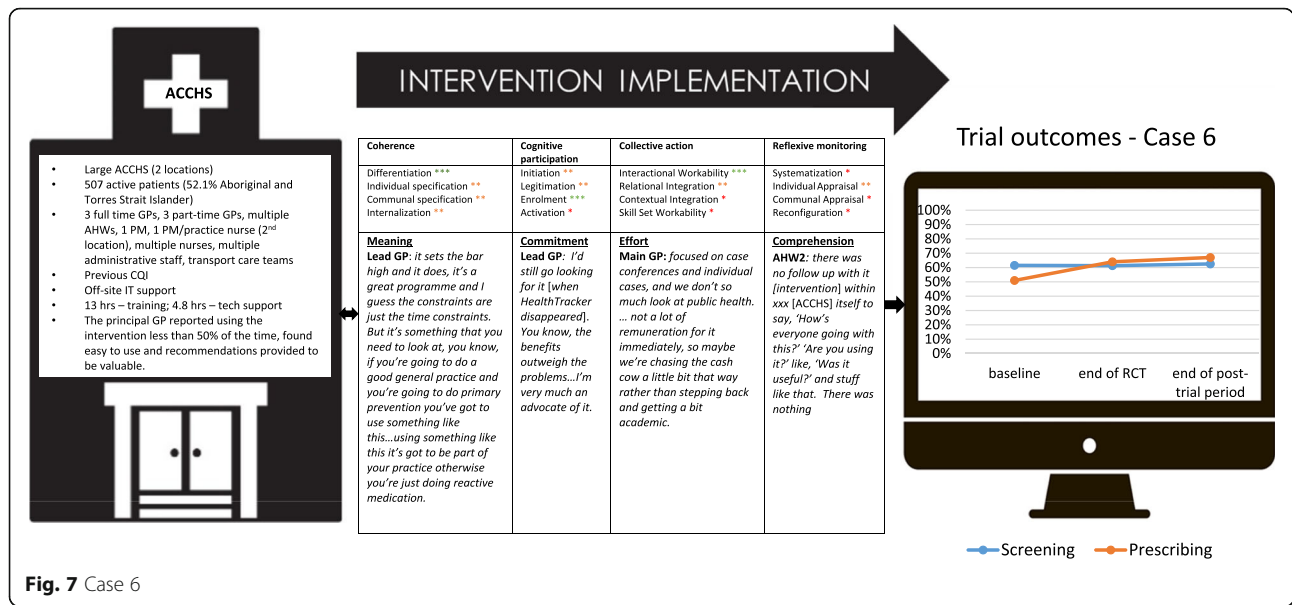 ACCHS
INTERVENTION IMPLEMENTATION
• Large ACCHS (2 locations)
• 507 active patients (52.1% Aboriginal and
Torres Strait Islander)
• 3 full time GPs, 3 part-time GPs, multiple
AHWs, 1 PM, 1 PM/practice nurse (2nd
location), multiple nurses, multiple
administrative staff, transport care teams
• Previous CQI
• Off-site IT support
• 13 hrs – training; 4.8 hrs – tech support
• The principal GP reported using the
intervention less than 50% of the time, found
easy to use and recommendations provided to
be valuable.
Coherence
Differentiation ***
Individual specification **
Communal specification **
Internalization **
Meaning
Lead GP: it sets the bar
high and it does, it's a
great programme and I
guess the constraints are
just the time constraints.
But it's something that you
need to look at, you know,
if you're going to do a
good general practice and
you're going to do primary
prevention you've got to
use something like
this...using something like
this it's got to be part of
your practice otherwise
you're just doing reactive
medication.
Cognitive
participation
Initiation **
Legitimation **
Enrolment ***
Activation *
Commitment
Lead GP: I'd
still go looking
for it [when
HealthTracker
disappeared].
You know, the
benefits
outweigh the
problems...I'm
very much an
advocate of it.
Collective action
Interactional Workability ***
Relational Integration **
Contextual Integration *
Skill Set Workability *
Effort
Main GP: focused on case
conferences and individual
cases, and we don't so
much look at public health.
... not a lot of
remuneration for it
immediately, so maybe
we're chasing the cash
cow a little bit that way
rather than stepping back
and getting a bit
academic.
Reflexive monitoring
Systematization *
Individual Appraisal **
Communal Appraisal *
Reconfiguration *
Comprehension
AHW2: there was
no follow up with it
[intervention] within
xxx [ACCHS] itself to
say, 'How's
everyone going with
this?' 'Are you using
it?' like, 'Was it
useful?' and stuff
like that. There was
nothing
Trial outcomes - Case 6
100%
90%
80%
70%
60%
50%
40%
30%
20%
10%
0%
baseline
end of RCT
end of post-
trial period
Screening
Prescribing
Fig. 7 Case 6